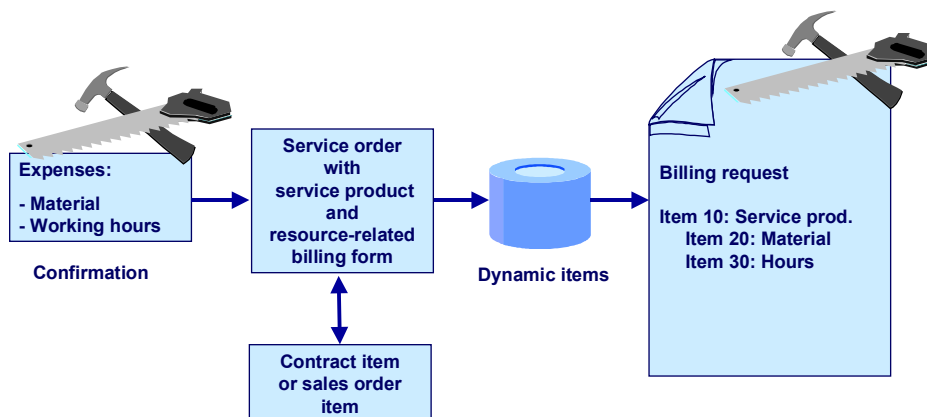 Expenses:
- Material
- Working hours
Confirmation
Service order
with
service product
and
resource-related
billing form
Contract item
or sales order
item
Dynamic items
Billing request
Item 10: Service prod.
Item 20: Material
Item 30: Hours